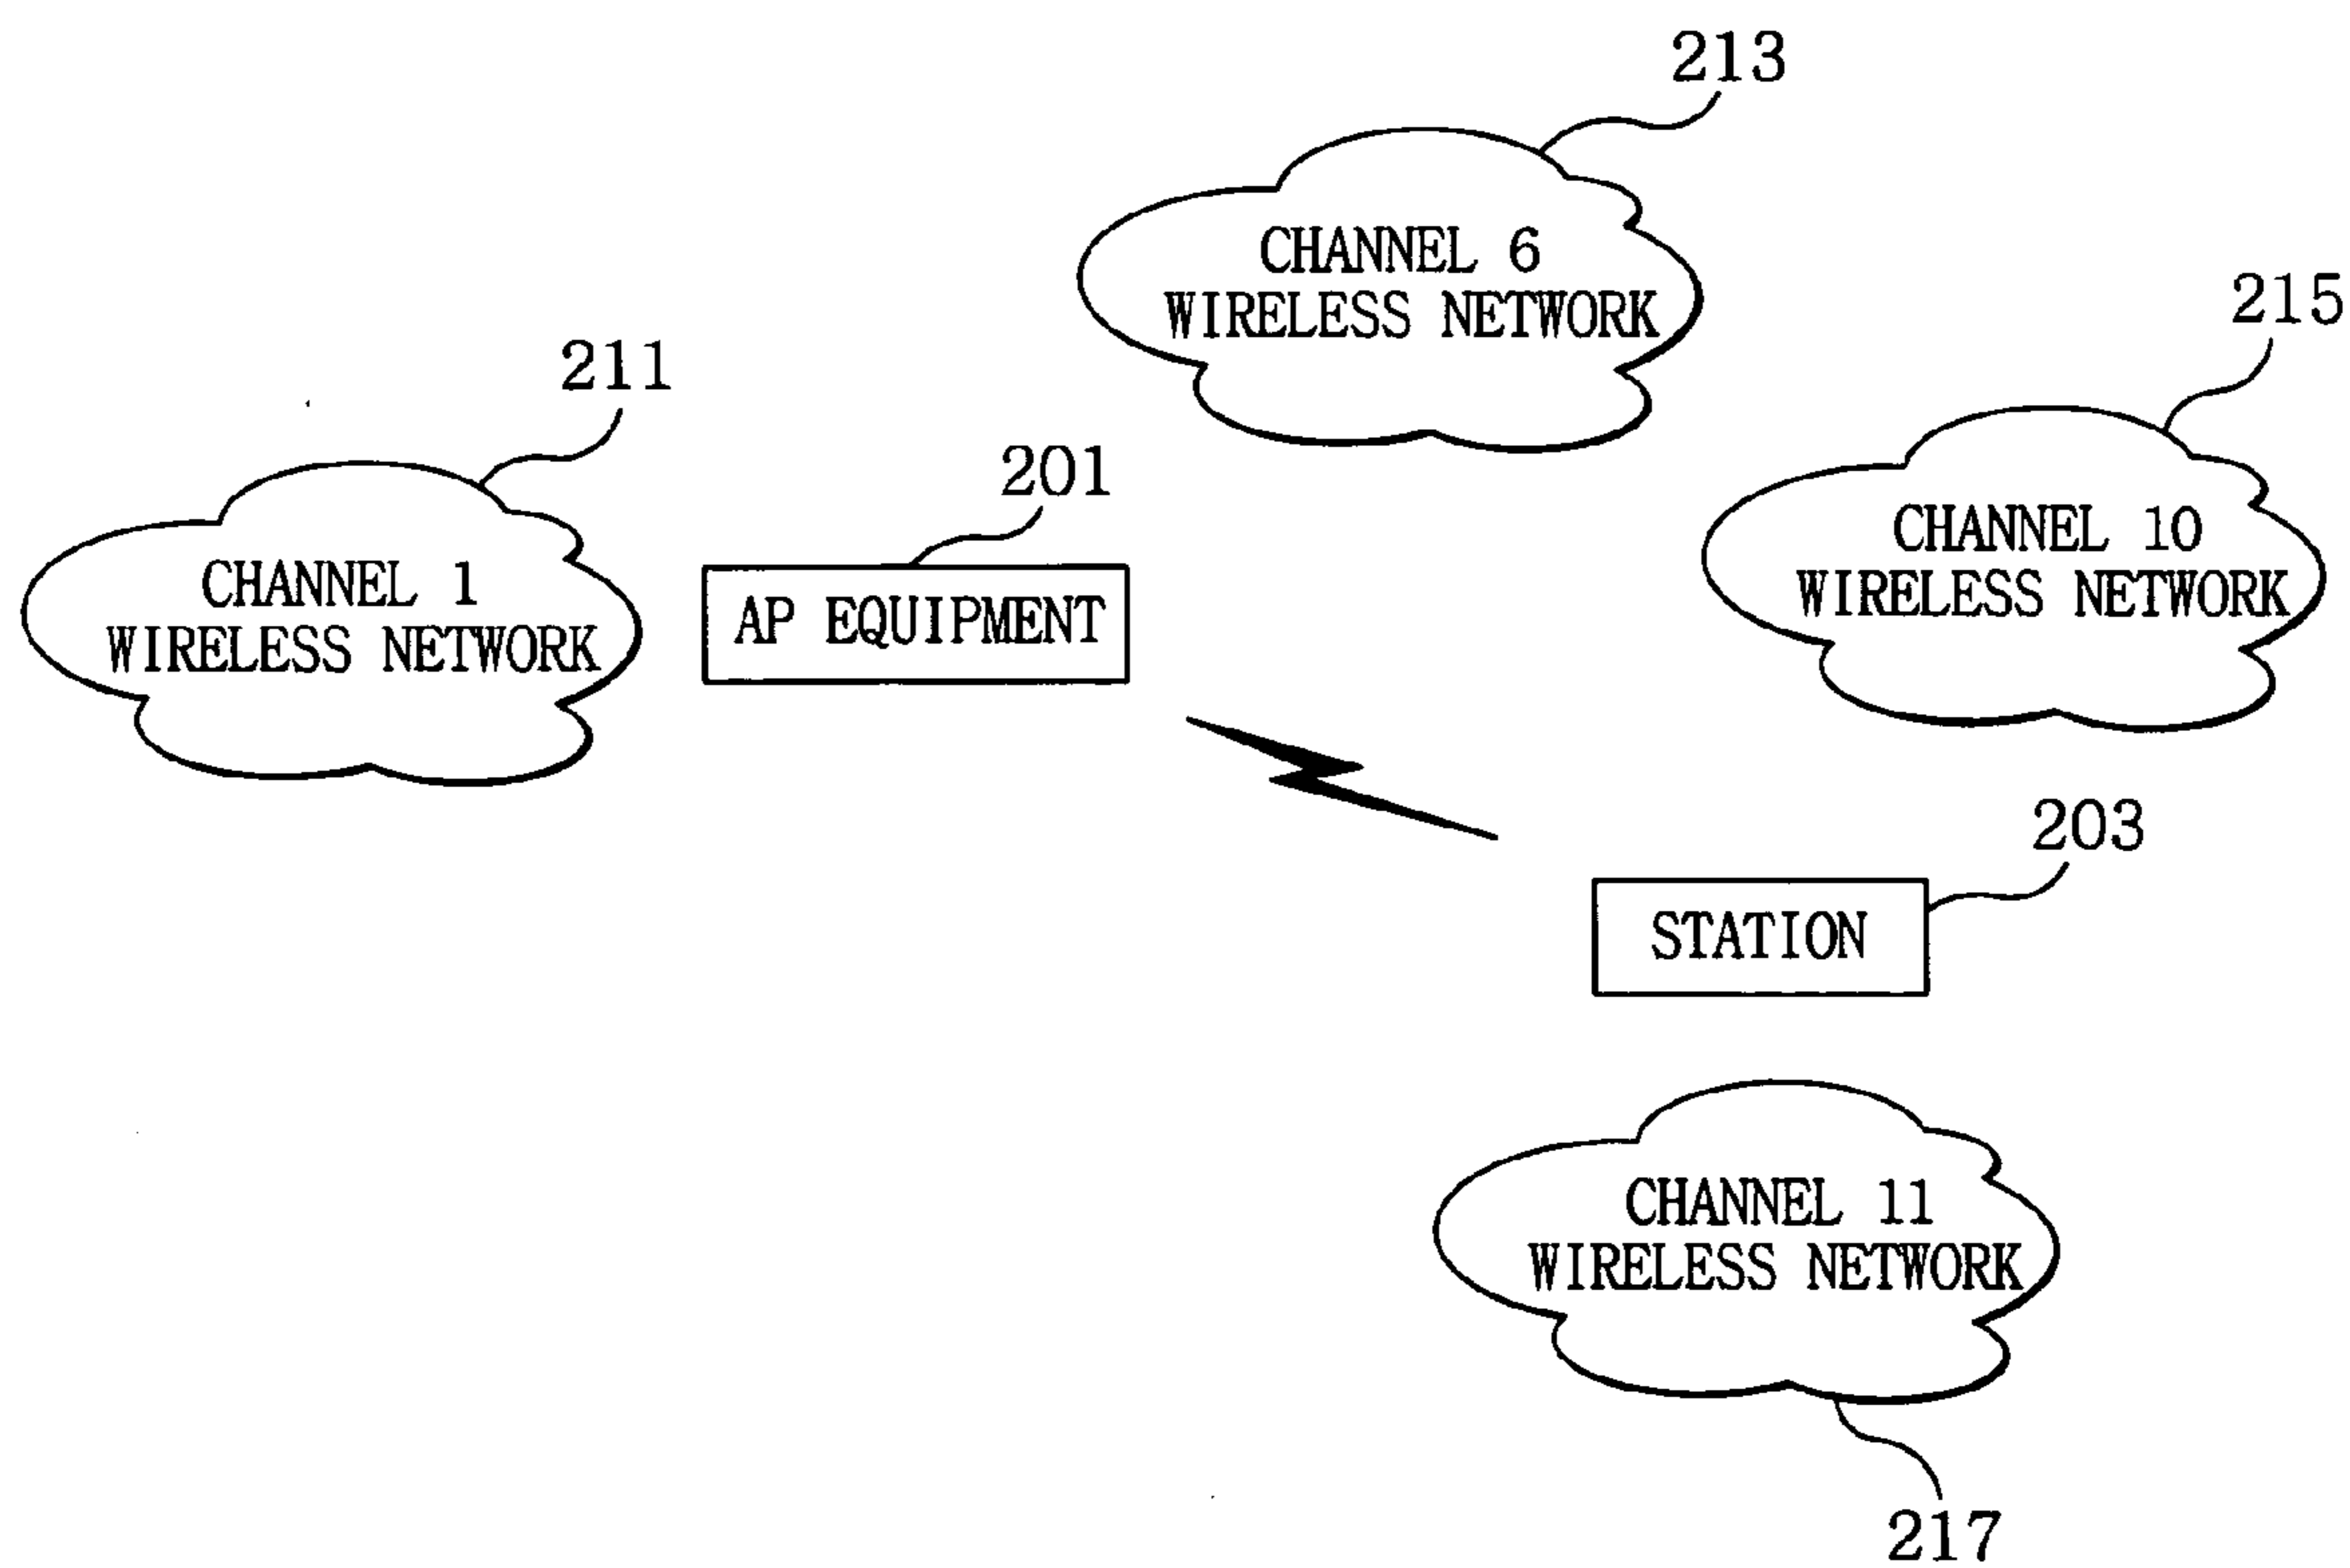 213
CHANNEL 6
WIRELESS NETWORK
215
CHANNEL 10
WIRELESS NETWORK
211
CHANNEL 1
WIRELESS NETWORK
201
AP EQUIPMENT
203
STATION
CHANNEL 11
WIRELESS NETWORK
217